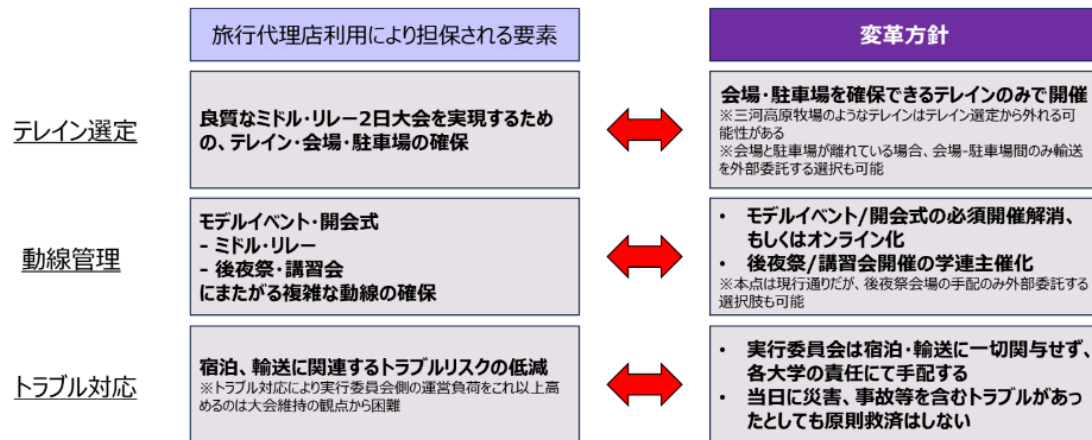 旅行代理店利用により担保される要素
変革方針
テレイン選定
良質なミドル・リレー2日大会を実現するため
の、テレイン・会場・駐車場の確保
会場・駐車場を確保できるテレインのみで開催
※三河高原牧場のようなテレインはテレイン選定から外れる可
能性がある
※会場と駐車場が離れている場合、会場-駐車場間のみ輸送
を外部委託する選択も可能
動線管理
モデルイベント・開会式
- ミドル・リレー
- 後夜祭・講習会
にまたがる複雑な動線の確保
• モデルイベント/開会式の必須開催解消、
もしくはオンライン化
• 後夜祭/講習会開催の学連主催化
※本点は現行通りだが、後夜祭会場の手配のみ外部委託する
選択肢も可能
トラブル対応
宿泊、輸送に関連するトラブルリスクの低減
※トラブル対応により実行委員会側の運営負荷をこれ以上高
めるのは大会維持の観点から困難
• 実行委員会は宿泊・輸送に一切関与せず、
各大学の責任にて手配する
• 当日に災害、事故等を含むトラブルがあっ
たとしても原則救済はしない